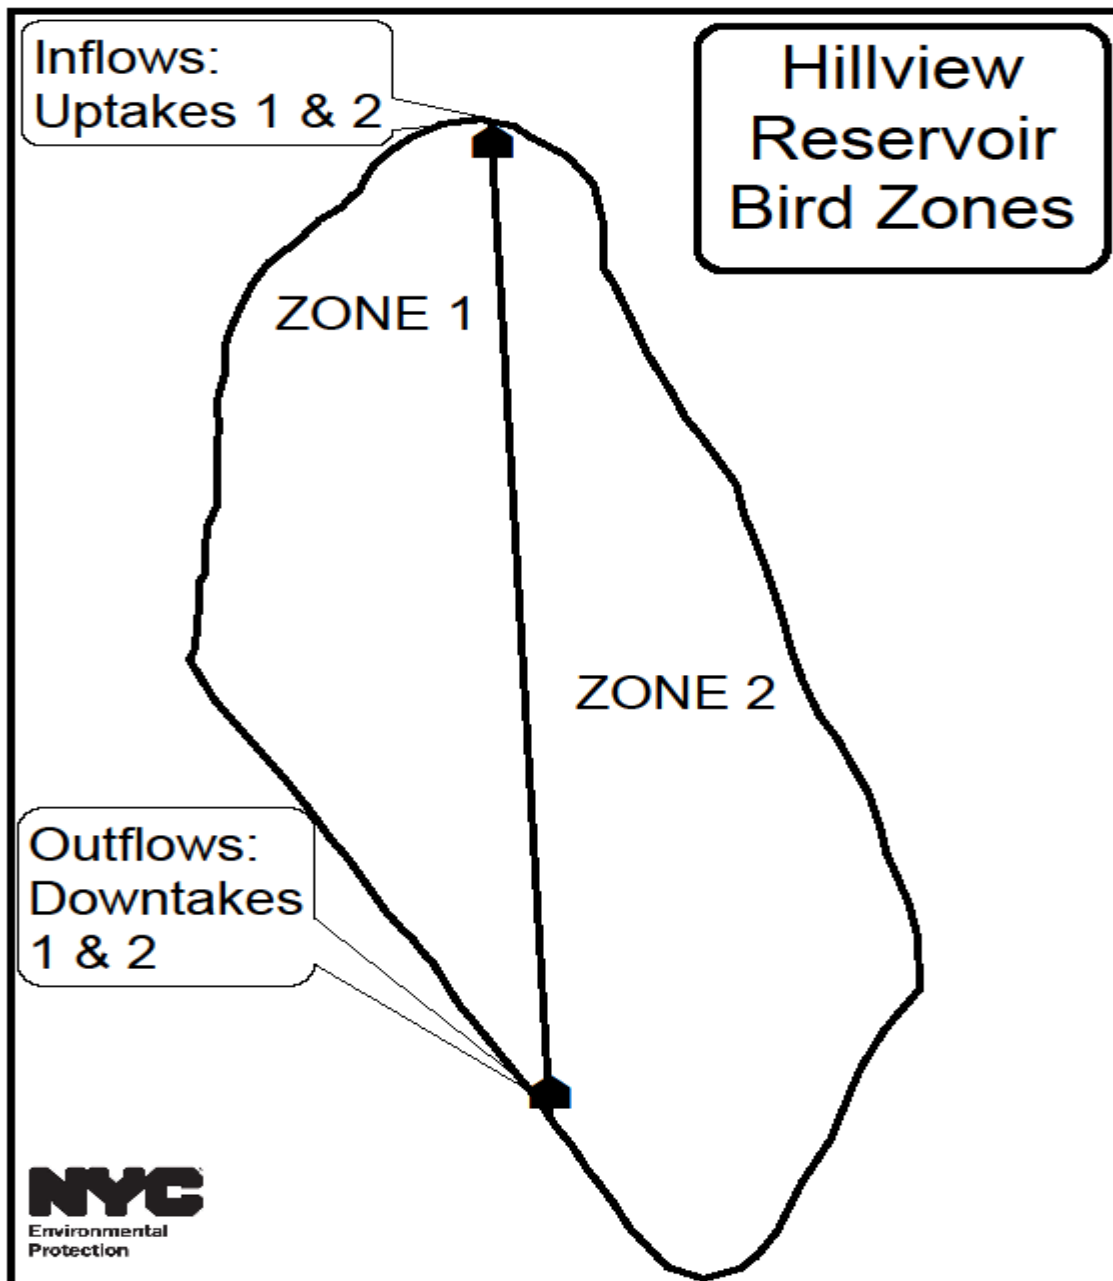 Inflows:
Uptakes 1 & 2
Hillview
Reservoir
Bird Zones
ZONE 1
ZONE 2
Outflows:
Downtakes
1 & 2
NYC
Environmental
Protection